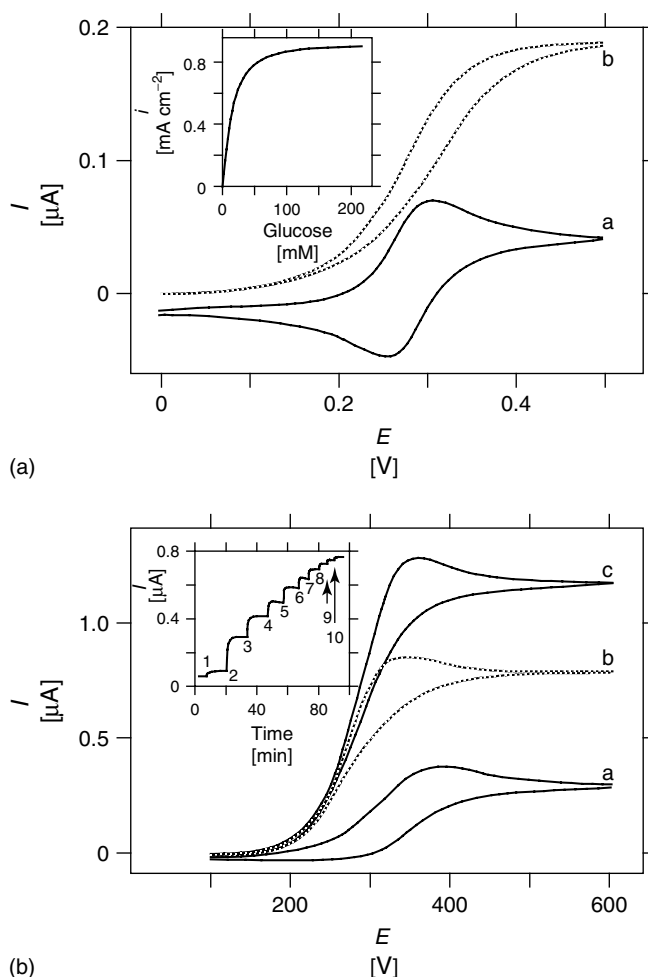 0.2
0.1
0
I
[µA]
0.8
0.4
0
i
[mA cm−2]
0 100 200
Glucose
[mM]
b
a
0 0.2 0.4
E
[V]
(a)
1.0
0.5
0
I
[µA]
0.8
0.4
0
I
[µA]
1 2 3 4 5 6 7 8 9 10
0 40 80
Time
[min]
c
b
a
200 400 600
E
[V]
(b)